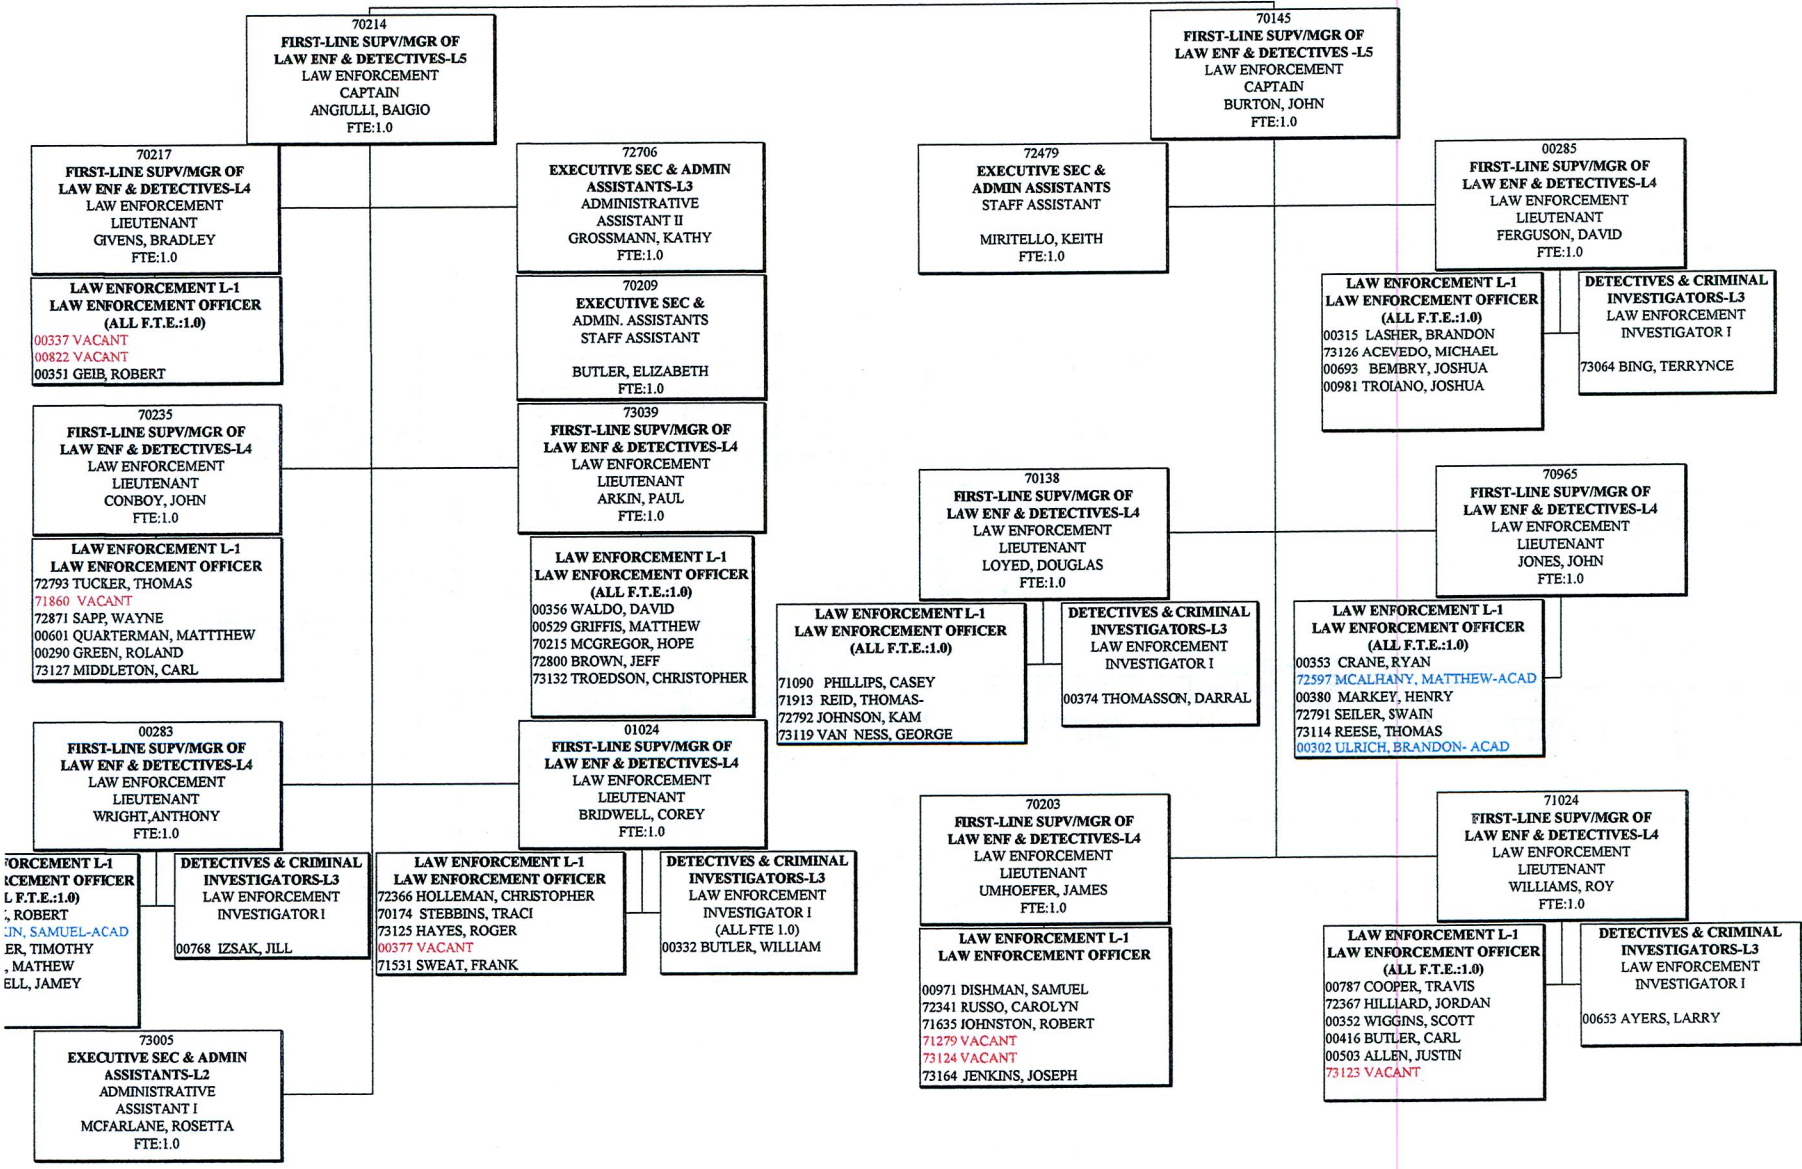 70214
FIRST-LINE SUPV/MGR OF
LAW ENF & DETECTIVES-L5
LAW ENFORCEMENT
CAPTAIN
ANGIULLI, BAIGIO
FTE:1.0
70145
FIRST-LINE SUPV/MGR OF
LAW ENF & DETECTIVES -L5
LAW ENFORCEMENT
CAPTAIN
BURTON, JOHN
FTE:1.0
70217
FIRST-LINE SUPV/MGR OF
LAW ENF & DETECTIVES-L4
LAW ENFORCEMENT
LIEUTENANT
GIVENS, BRADLEY
FTE:1.0
72706
EXECUTIVE SEC & ADMIN
ASSISTANTS-L3
ADMINISTRATIVE
ASSISTANT II
GROSSMANN, KATHY
FTE:1.0
72479
EXECUTIVE SEC &
ADMIN ASSISTANTS
STAFF ASSISTANT
MIRITELLO, KEITH
FTE:1.0
00285
FIRST-LINE SUPV/MGR OF
LAW ENF & DETECTIVES-L4
LAW ENFORCEMENT
LIEUTENANT
FERGUSON, DAVID
FTE:1.0
LAW ENFORCEMENT L-1
LAW ENFORCEMENT OFFICER
(ALL F.T.E.:1.0)
00337 VACANT
00822 VACANT
00351 GEIB, ROBERT
70209
EXECUTIVE SEC &
ADMIN. ASSISTANTS
STAFF ASSISTANT
BUTLER, ELIZABETH
FTE:1.0
LAW ENFORCEMENT L-1
LAW ENFORCEMENT OFFICER
(ALL F.T.E.:1.0)
00315 LASHER, BRANDON
73126 ACEVEDO, MICHAEL
00693 BEMBRY, JOSHUA
00981 TROIANO, JOSHUA
DETECTIVES & CRIMINAL
INVESTIGATORS-L3
LAW ENFORCEMENT
INVESTIGATOR I
73064 BING, TERRYNCE
70235
FIRST-LINE SUPV/MGR OF
LAW ENF & DETECTIVES-L4
LAW ENFORCEMENT
LIEUTENANT
CONBOY, JOHN
FTE:1.0
73039
FIRST-LINE SUPV/MGR OF
LAW ENF & DETECTIVES-L4
LAW ENFORCEMENT
LIEUTENANT
ARKIN, PAUL
FTE:1.0
70138
FIRST-LINE SUPV/MGR OF
LAW ENF & DETECTIVES-L4
LAW ENFORCEMENT
LIEUTENANT
LOYED, DOUGLAS
FTE:1.0
70965
FIRST-LINE SUPV/MGR OF
LAW ENF & DETECTIVES-L4
LAW ENFORCEMENT
LIEUTENANT
JONES, JOHN
FTE:1.0
LAW ENFORCEMENT L-1
LAW ENFORCEMENT OFFICER
72793 TUCKER, THOMAS
71860 VACANT
72871 SAPP, WAYNE
00601 QUARTERMAN, MATTTHEW
00290 GREEN, ROLAND
73127 MIDDLETON, CARL
LAW ENFORCEMENT L-1
LAW ENFORCEMENT OFFICER
(ALL F.T.E.:1.0)
00356 WALDO, DAVID
00529 GRIFFIS, MATTHEW
70215 MCGREGOR, HOPE
72800 BROWN, JEFF
73132 TROEDSON, CHRISTOPHER
LAW ENFORCEMENT L-1
LAW ENFORCEMENT OFFICER
(ALL F.T.E.:1.0)
71090 PHILLIPS, CASEY
71913 REID, THOMAS-
72792 JOHNSON, KAM
73119 VAN NESS, GEORGE
DETECTIVES & CRIMINAL
INVESTIGATORS-L3
LAW ENFORCEMENT
INVESTIGATOR I
00374 THOMASSON, DARRAL
LAW ENFORCEMENT L-1
LAW ENFORCEMENT OFFICER
(ALL F.T.E.:1.0)
00353 CRANE, RYAN
72597 MCALHANY, MATTHEW-ACAD
00380 MARKEY, HENRY
72791 SEILER, SWAIN
73114 REESE, THOMAS
00302 ULRICH, BRANDON- ACAD
00283
FIRST-LINE SUPV/MGR OF
LAW ENF & DETECTIVES-L4
LAW ENFORCEMENT
LIEUTENANT
WRIGHT,ANTHONY
FTE:1.0
01024
FIRST-LINE SUPV/MGR OF
LAW ENF & DETECTIVES-L4
LAW ENFORCEMENT
LIEUTENANT
BRIDWELL, COREY
FTE:1.0
70203
FIRST-LINE SUPV/MGR OF
LAW ENF & DETECTIVES-L4
LAW ENFORCEMENT
LIEUTENANT
UMHOEFER, JAMES
FTE:1.0
71024
FIRST-LINE SUPV/MGR OF
LAW ENF & DETECTIVES-L4
LAW ENFORCEMENT
LIEUTENANT
WILLIAMS, ROY
FTE:1.0
FORCEMENT L-1
RCEMENT OFFICER
L F.T.E.:1.0)
, ROBERT
IN, SAMUEL-ACAD
ER, TIMOTHY
, MATHEW
ELL, JAMEY
DETECTIVES & CRIMINAL
INVESTIGATORS-L3
LAW ENFORCEMENT
INVESTIGATOR I
00768 IZSAK, JILL
LAW ENFORCEMENT L-1
LAW ENFORCEMENT OFFICER
72366 HOLLEMAN, CHRISTOPHER
70174 STEBBINS, TRACI
73125 HAYES, ROGER
00377 VACANT
71531 SWEAT, FRANK
DETECTIVES & CRIMINAL
INVESTIGATORS-L3
LAW ENFORCEMENT
INVESTIGATOR I
(ALL FTE 1.0)
00332 BUTLER, WILLIAM
LAW ENFORCEMENT L-1
LAW ENFORCEMENT OFFICER
00971 DISHMAN, SAMUEL
72341 RUSSO, CAROLYN
71635 JOHNSTON, ROBERT
71279 VACANT
73124 VACANT
73164 JENKINS, JOSEPH
LAW ENFORCEMENT L-1
LAW ENFORCEMENT OFFICER
(ALL F.T.E.:1.0)
00787 COOPER, TRAVIS
72367 HILLIARD, JORDAN
00352 WIGGINS, SCOTT
00416 BUTLER, CARL
00503 ALLEN, JUSTIN
73123 VACANT
DETECTIVES & CRIMINAL
INVESTIGATORS-L3
LAW ENFORCEMENT
INVESTIGATOR I
00653 AYERS, LARRY
73005
EXECUTIVE SEC & ADMIN
ASSISTANTS-L2
ADMINISTRATIVE
ASSISTANT I
MCFARLANE, ROSETTA
FTE:1.0